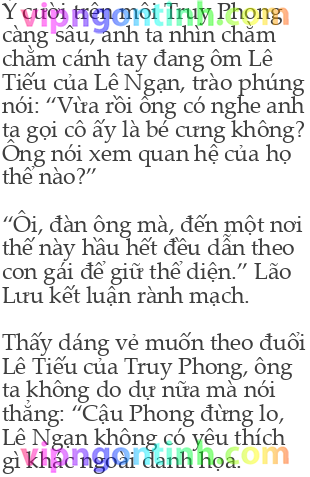 Ý cười trên môi Truy Phong
vipngontinh.com
càng sâu, anh ta nhìn chằm
chằm cánh tay đang ôm Lê
Tiếu của Lê Ngạn, trào phúng
nói: “Vừa rồi ông có nghe anh
ta gọi cô ấy là bé cưng không?
Ông nói xem quan hệ của họ
thế nào?”
“Ôi, đàn ông mà, đến một nơi
thế này hầu hết đều dẫn theo
con gái để giữ thể diện.” Lão
Lưu kết luận rành mạch.
Thấy dáng vẻ muốn theo đuổi
Lê Tiếu của Truy Phong, ông
ta không do dự nữa mà nói
thẳng: “Cậu Phong đừng lo,
Lê Ngạn không có yêu thích
gì khác ngoài danh họa.
vipngontinh.com